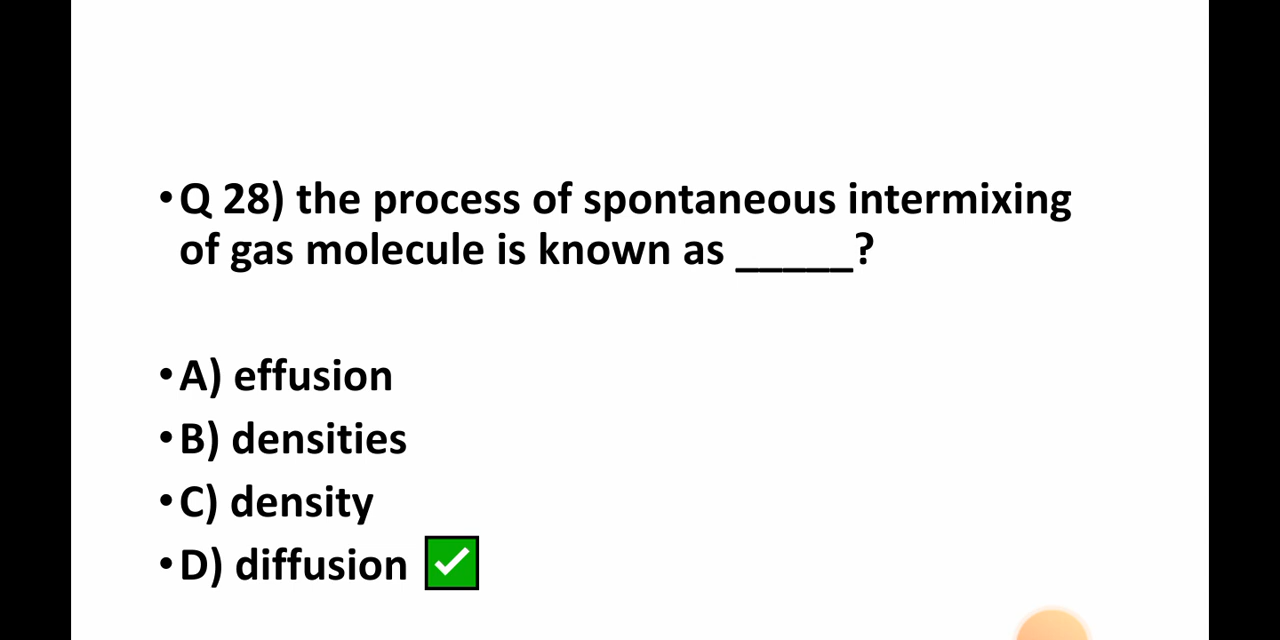 •Q 28) the process of spontaneous intermixing
of gas molecule is known as _____?
•A) effusion
•B) densities
•C) density
•D) diffusion ✅